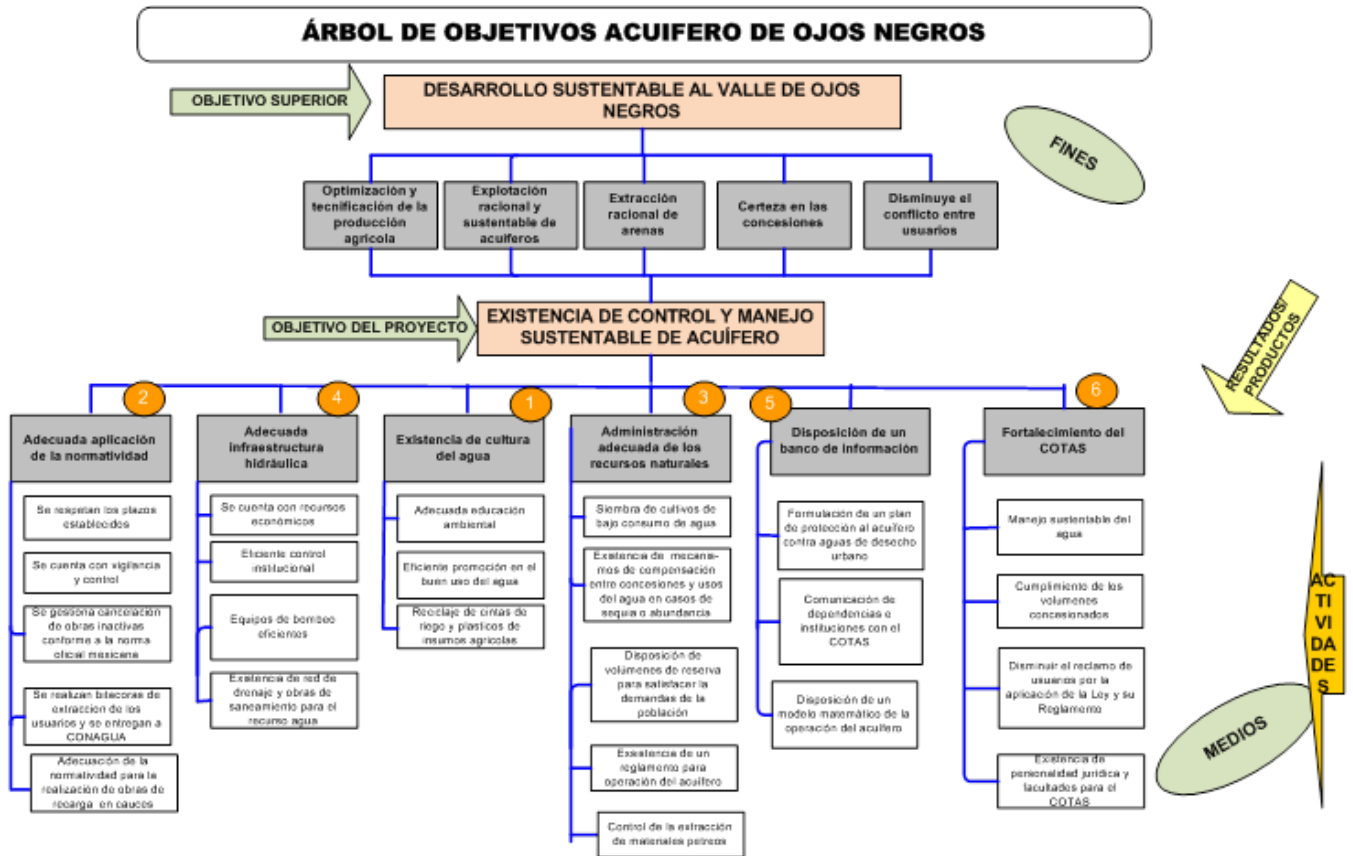 ÁRBOL DE OBJETIVOS ACUIFERO DE OJOS NEGROS
OBJETIVO SUPERIOR
DESARROLLO SUSTENTABLE AL VALLE DE OJOS
NEGROS
FINES
Optimización y
tecnificación de la
producción
agrícola
Explotación
racional y
sustentable de
acuíferos
Extracción
racional de
arenas
Certeza en las
concesiones
Disminuye el
conflicto entre
usuarios
OBJETIVO DEL PROYECTO
EXISTENCIA DE CONTROL Y MANEJO
SUSTENTABLE DE ACUÍFERO
RESULTADOS/
PRODUCTOS
2
Adecuada aplicación
de la normatividad
Se respetan los plazos
establecidos
Se cuenta con vigilancia
y control
Se gestiona cancelación
de obras inactivas
conforme a la norma
oficial mexicana
Se realizan bitacoras de
extraccion de los
usuarios y se entregan a
CONAGUA
Adecuación de la
normatividad para la
realización de obras de
recarga en cauces
4
Adecuada
infraestructura
hidráulica
Se cuenta con recursos
económicos
Eficiente control
institucional
Equipos de bombeo
eficientes
Existencia de red de
drenaje y obras de
saneamiento para el
recurso agua
1
Existencia de cultura
del agua
Adecuada educación
ambiental
Eficiente promoción en el
buen uso del agua
Reciclaje de cintas de
riego y plasticos de
insumos agrícolas
3
Administración
adecuada de los
recursos naturales
Siembra de cultivos de
bajo consumo de agua
Existencia de mecanis-
mos de compensación
entre concesiones y usos
del agua en casos de
sequia o abundancia
Disposición de
volúmenes de reserva
para satisfacer la
demandas de la
población
Existencia de un
reglamento para
operación del acuífero
Control de la extracción
de materiales petreos
5
Disposición de un
banco de información
Formulación de un plan
de protección al acuífero
contra aguas de desecho
urbano
Comunicación de
dependencias e
instituciones con el
COTAS
Disposición de un
modelo matemático de la
operación del acuífero
6
Fortalecimiento del
COTAS
Manejo sustentable del
agua
Cumplimiento de los
volúmenes
concesionados
Disminuir el reclamo de
usuarios por la
aplicación de la Ley y su
Reglamento
Existencia de
personalidad jurídica y
facultades para el
COTAS
MEDIOS
AC
TIVI
DA
DE
S